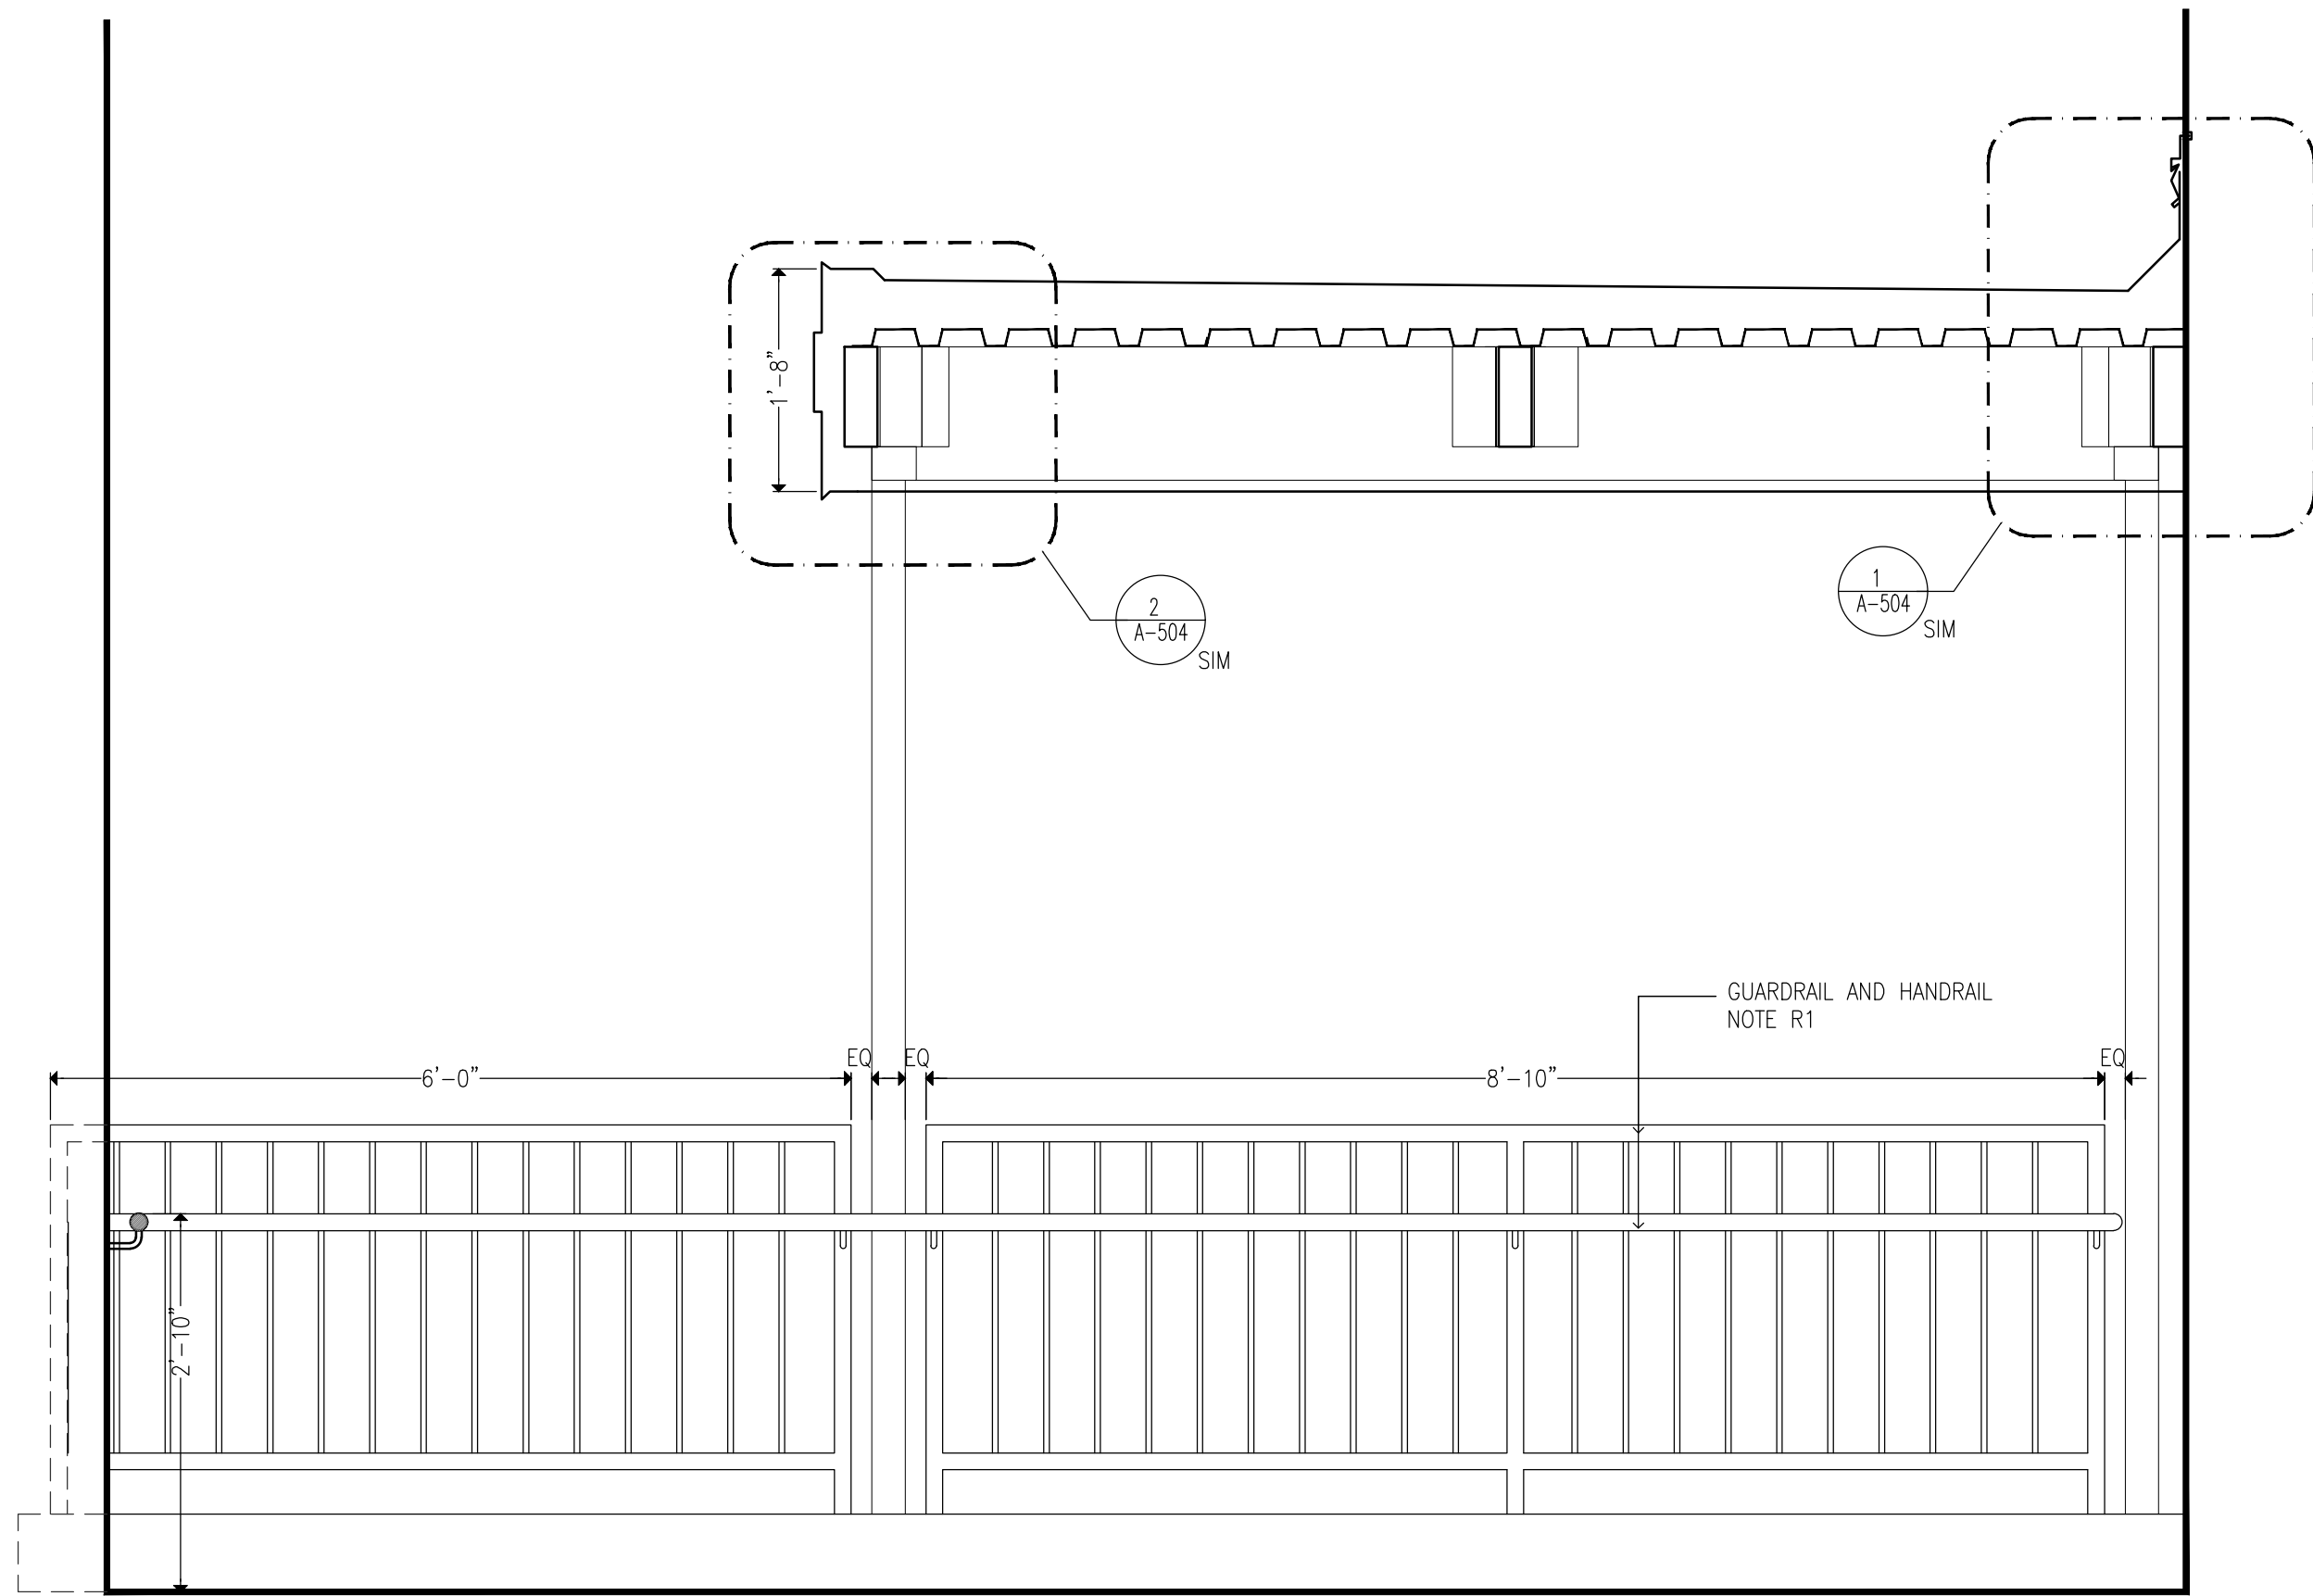 1'-8"
2
A-504
SIM
1
A-504
SIM
GUARDRAIL AND HANDRAIL
NOTE R1
EQ EQ EQ
6'-0" 8'-10"
2'-10"